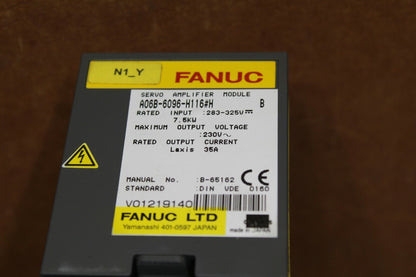 N1_Y
FANUC
SERVO AMPLIFIER MODULE
A06B-6096-H116#H B
RATED INPUT :283-325V
7.5KW
MAXIMUM OUTPUT VOLTAGE
:230V~
RATED OUTPUT CURRENT
Laxis 35A
MANUAL No. :B-65162
STANDARD :DIN VDE 0160
CE
V01219140
FANUC LTD
Yamanashi 401-0597 JAPAN
made in JAPAN